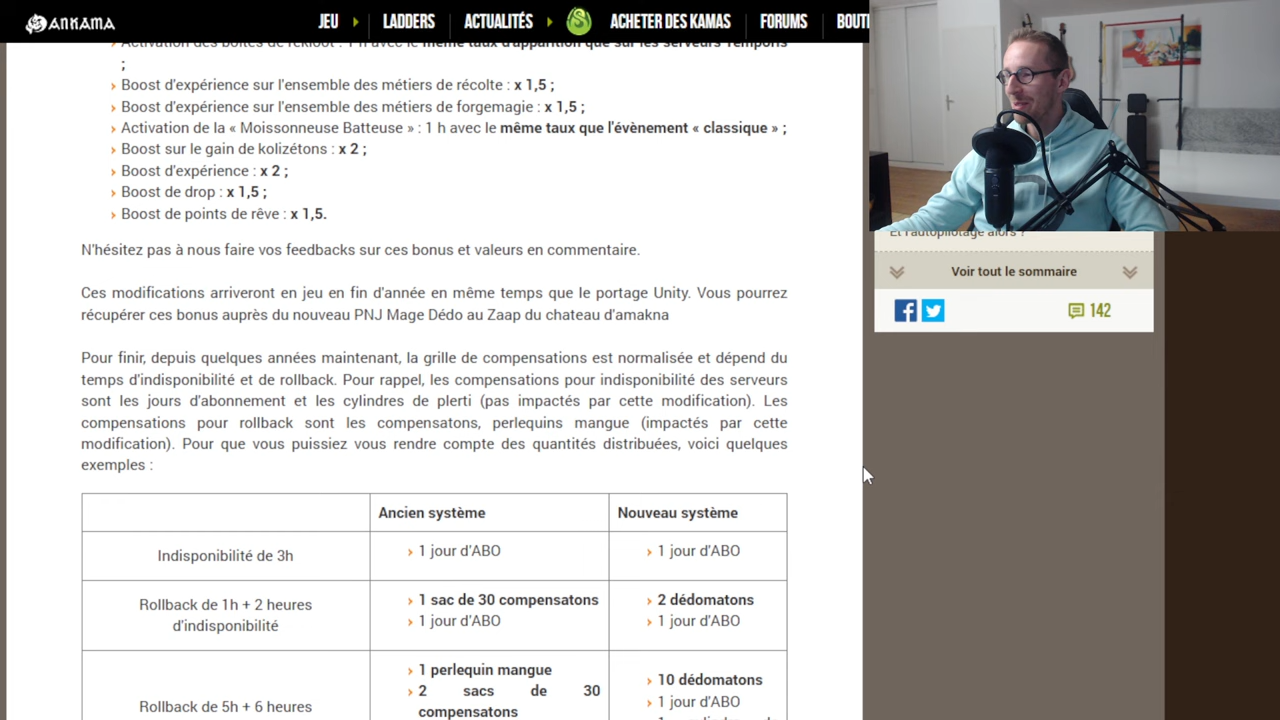 ANKAMA
JEU
LADDERS
ACTUALITÉS
ACHETER DES KAMAS
FORUMS
BOUTI
Activation des boîtes de rekloot : 1 h avec le même taux d'apparition que sur les serveurs Temporis
;
Boost d'expérience sur l'ensemble des métiers de récolte : x 1,5 ;
Boost d'expérience sur l'ensemble des métiers de forgemagie : x 1,5 ;
Activation de la « Moissonneuse Batteuse » : 1 h avec le même taux que l'évènement « classique » ;
Boost sur le gain de kolizétons : x 2 ;
Boost d'expérience : x 2 ;
Boost de drop : x 1,5 ;
Boost de points de rêve : x 1,5.
N'hésitez pas à nous faire vos feedbacks sur ces bonus et valeurs en commentaire.
Ces modifications arriveront en jeu en fin d'année en même temps que le portage Unity. Vous pourrez
récupérer ces bonus auprès du nouveau PNJ Mage Dédo au Zaap du chateau d'amakna
Pour finir, depuis quelques années maintenant, la grille de compensations est normalisée et dépend du
temps d'indisponibilité et de rollback. Pour rappel, les compensations pour indisponibilité des serveurs
sont les jours d'abonnement et les cylindres de plerti (pas impactés par cette modification). Les
compensations pour rollback sont les compensatons, perlequins mangue (impactés par cette
modification). Pour que vous puissiez vous rendre compte des quantités distribuées, voici quelques
exemples :
Ancien système
Nouveau système
Indisponibilité de 3h
1 jour d'ABO
1 jour d'ABO
Rollback de 1h + 2 heures
d'indisponibilité
1 sac de 30 compensatons
1 jour d'ABO
2 dédomatons
1 jour d'ABO
Rollback de 5h + 6 heures
1 perlequin mangue
2 sacs de 30
compensatons
10 dédomatons
1 jour d'ABO
Et l'autopilotage alors ?
Voir tout le sommaire
142